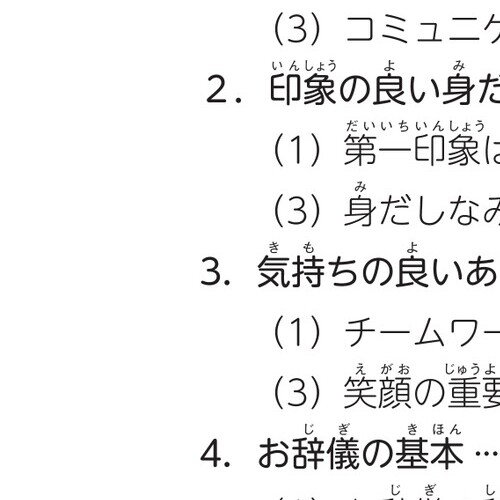 （3）コミュニケ
2．印象の良い身だ
（1）第一印象は
（3）身だしなみ
3．気持ちの良いあ
（1）チームワー
（3）笑顔の重要
4．お辞儀の基本 …